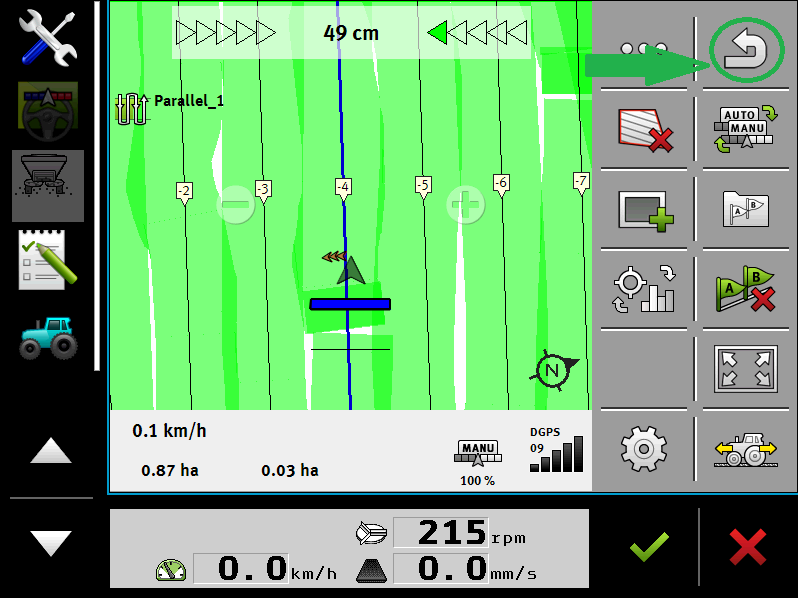 49 cm
Parallel_1
AUTO
MANU
-2
-3
-4
-5
-6
-7
A B
A B
N
0.1 km/h
0.87 ha
0.03 ha
MANU
100 %
DGPS
09
215 rpm
0.0 km/h
0.0 mm/s